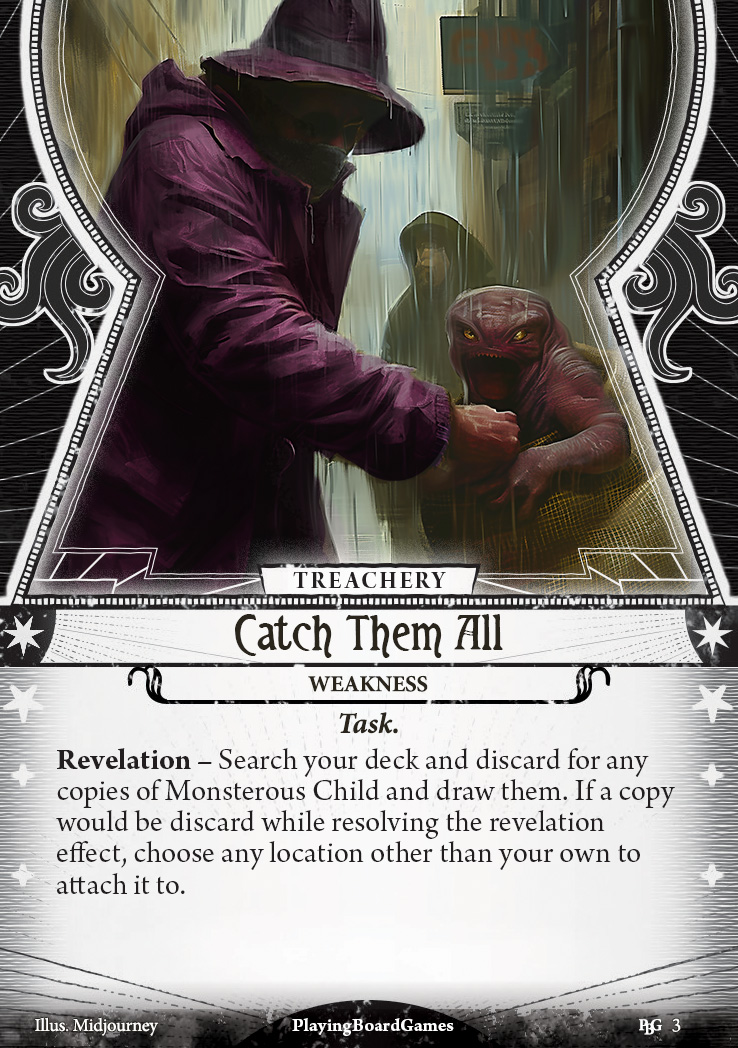 TREACHERY
Catch Them All
WEAKNESS
Task.
Revelation – Search your deck and discard for any
copies of Monsterous Child and draw them. If a copy
would be discard while resolving the revelation
effect, choose any location other than your own to
attach it to.
Illus. Midjourney
PlayingBoardGames
PBG 3